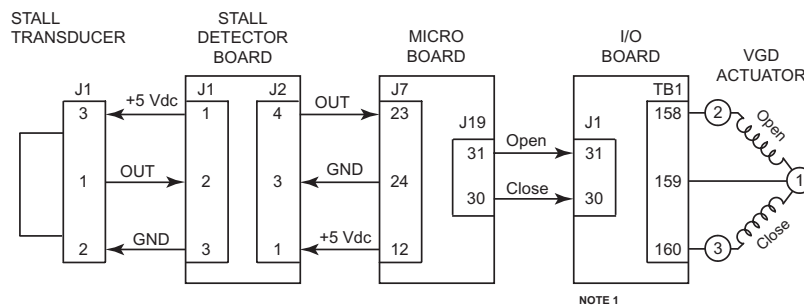 STALL
TRANSDUCER
STALL
DETECTOR
BOARD
MICRO
BOARD
I/O
BOARD
VGD
ACTUATOR
J1
J1
J2
J7
J19
J1
TB1
3
+5 Vdc
1
4
OUT
23
31
Open
31
158
2
Open
1
OUT
2
3
GND
24
30
Close
30
159
1
2
GND
3
1
+5 Vdc
12
160
3
Close
NOTE 1